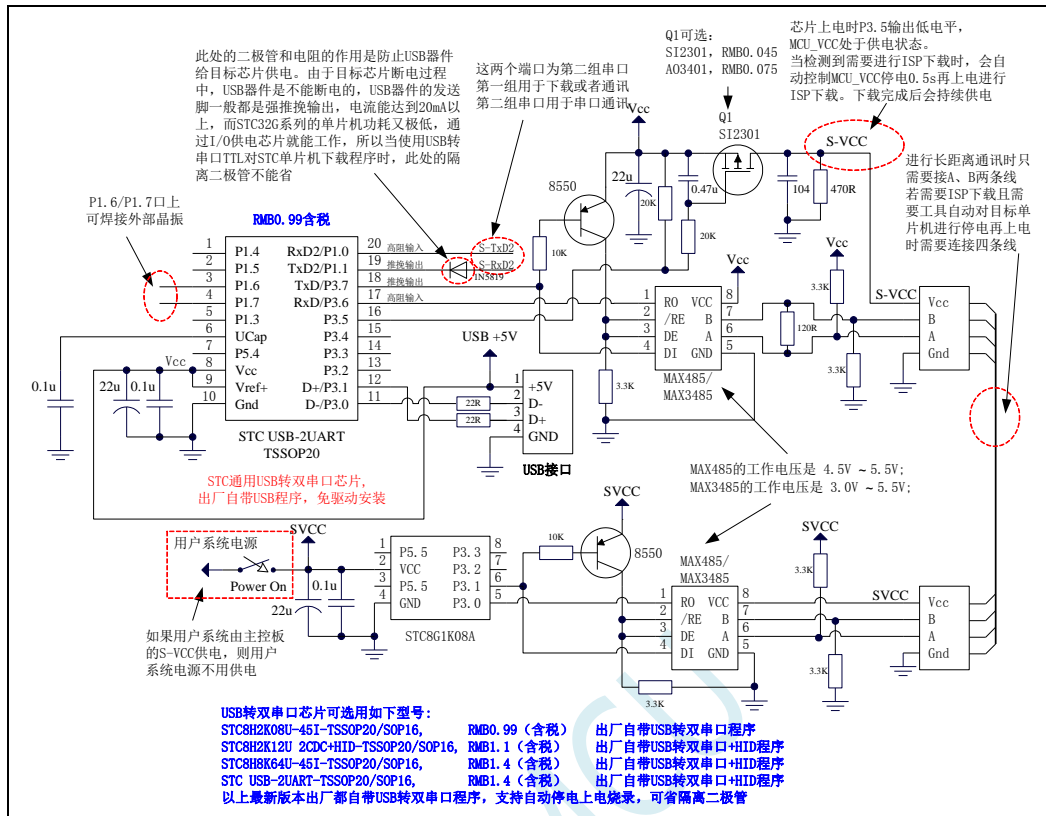 此处的二极管和电阻的作用是防止USB器件
给目标芯片供电。由于目标芯片断电过程
中，USB器件是不能断电的，USB器件的发送
脚一般都是强推挽输出，电流能达到20mA以
上，而STC32G系列的单片机功耗又极低，通
过I/O供电芯片就能工作，所以当使用USB转
串口TTL对STC单片机下载程序时，此处的隔
离二极管不能省
这两个端口为第二组串口
第一组用于下载或者通讯
第二组串口用于串口通讯
Q1可选：
SI2301，RMB0.045
AO3401，RMB0.075
芯片上电时P3.5输出低电平，
MCU_VCC处于供电状态。
当检测到需要进行ISP下载时，会自
动控制MCU_VCC停电0.5s再上电进行
ISP下载。下载完成后会持续供电
进行长距离通讯时只
需要接A、B两条线
若需要ISP下载且需
要工具自动对目标单
片机进行停电再上电
时需要连接四条线
P1.6/P1.7口上
可焊接外部晶振
RMB0.99含税
1 P1.4 RxD2/P1.0 20 高阻输入 S-TxD2
2 P1.5 TxD2/P1.1 19 推挽输出 S-RxD2
1N5819
3 P1.6 TxD/P3.7 18 推挽输出
4 P1.7 RxD/P3.6 17 高阻输入
5 P1.3 P3.5 16
6 UCap P3.4 15
7 P5.4 P3.3 14
8 Vcc P3.2 13
9 Vref+ D+/P3.1 12
10 Gnd D-/P3.0 11
Vcc
0.1u
22u
0.1u
STC USB-2UART
TSSOP20
STC通用USB转双串口芯片，
出厂自带USB程序，免驱动安装
USB +5V
22R
22R
1 +5V
2 D-
3 D+
4 GND
USB接口
8550
10K
Vcc
22u
20K
0.47u
20K
Q1
SI2301
S-VCC
104
470R
Vcc
1 RO VCC 8
2 /RE B 7
3 DE A 6
4 DI GND 5
MAX485/
MAX3485
3.3K
120R
Vcc
3.3K
3.3K
S-VCC
Vcc
B
A
Gnd
MAX485的工作电压是 4.5V ~ 5.5V;
MAX3485的工作电压是 3.0V ~ 5.5V;
用户系统电源
Power On
如果用户系统由主控板
的S-VCC供电，则用户
系统电源不用供电
SVCC
22u
0.1u
1 P5.5 P3.3 8
2 VCC P3.2 7
3 P5.5 P3.1 6
4 GND P3.0 5
STC8G1K08A
10K
SVCC
8550
MAX485/
MAX3485
1 RO VCC 8
2 /RE B 7
3 DE A 6
4 DI GND 5
3.3K
SVCC
3.3K
3.3K
SVCC
Vcc
B
A
Gnd
USB转双串口芯片可选用如下型号：
STC8H2K08U-45I-TSSOP20/SOP16, RMB0.99（含税） 出厂自带USB转双串口程序
STC8H2K12U 2CDC+HID-TSSOP20/SOP16, RMB1.1（含税） 出厂自带USB转双串口+HID程序
STC8H8K64U-45I-TSSOP20/SOP16, RMB1.4（含税） 出厂自带USB转双串口+HID程序
STC USB-2UART-TSSOP20/SOP16, RMB1.4（含税） 出厂自带USB转双串口+HID程序
以上最新版本出厂都自带USB转双串口程序，支持自动停电上电烧录，可省隔离二极管